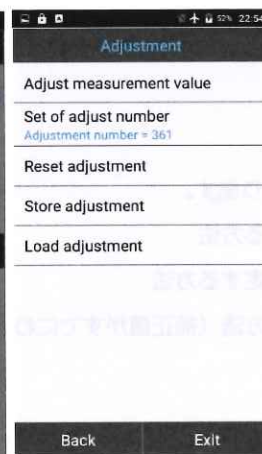 52% 22:54
Adjustment
Adjust measurement value
Set of adjust number
Adjustment number = 361
Reset adjustment
Store adjustment
Load adjustment
Back Exit